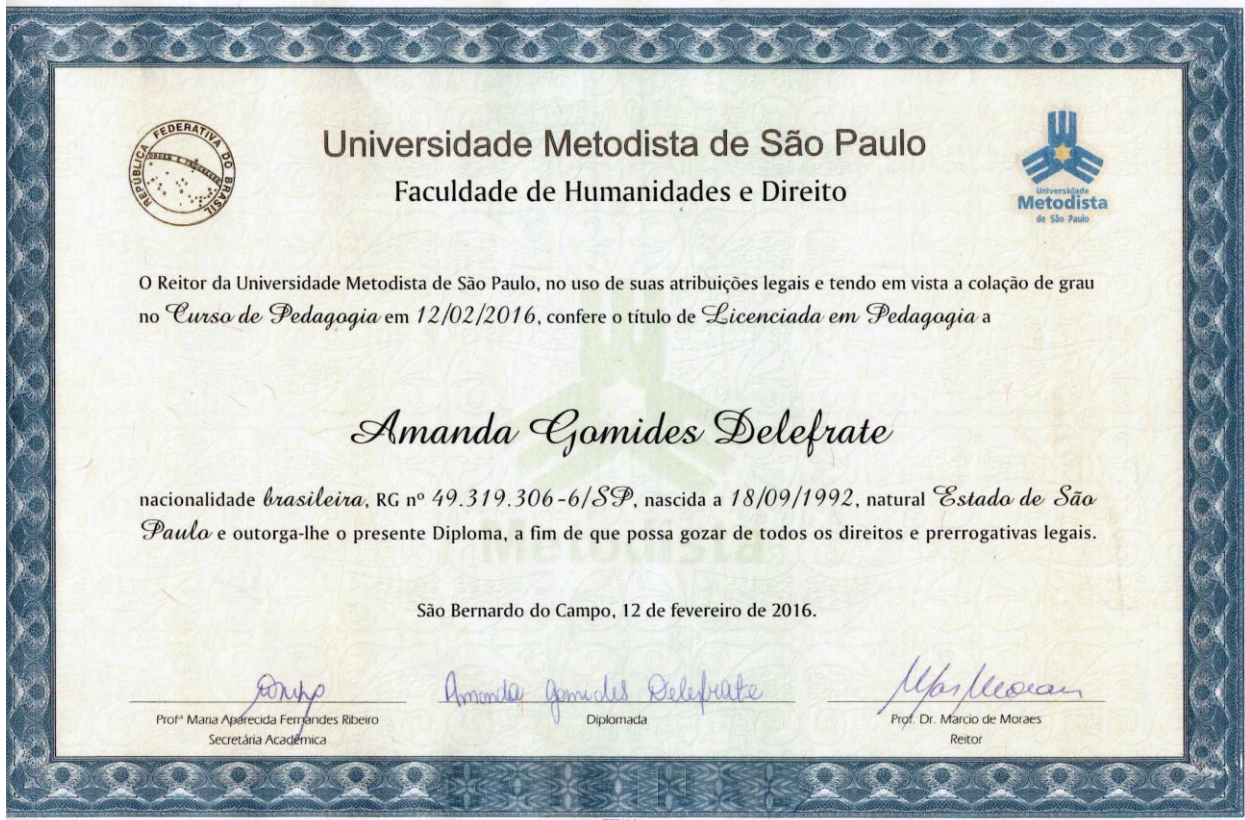 REPÚBLICA FEDERATIVA DO BRASIL
ORDEM E PROGRESSO
Universidade Metodista de São Paulo
Faculdade de Humanidades e Direito
Universidade
Metodista
de São Paulo
O Reitor da Universidade Metodista de São Paulo, no uso de suas atribuições legais e tendo em vista a colação de grau
no Curso de Pedagogia em 12/02/2016, confere o título de Licenciada em Pedagogia a
Amanda Gomides Delefrate
nacionalidade brasileira, RG nº 49.319.306-6/SP, nascida a 18/09/1992, natural Estado de São
Paulo e outorga-lhe o presente Diploma, a fim de que possa gozar de todos os direitos e prerrogativas legais.
Metodista
São Bernardo do Campo, 12 de fevereiro de 2016.
Amanda Gomides Delefrate
Profª Maria Aparecida Fernandes Ribeiro
Secretária Acadêmica
Diplomada
Prof. Dr. Marcio de Moraes
Reitor